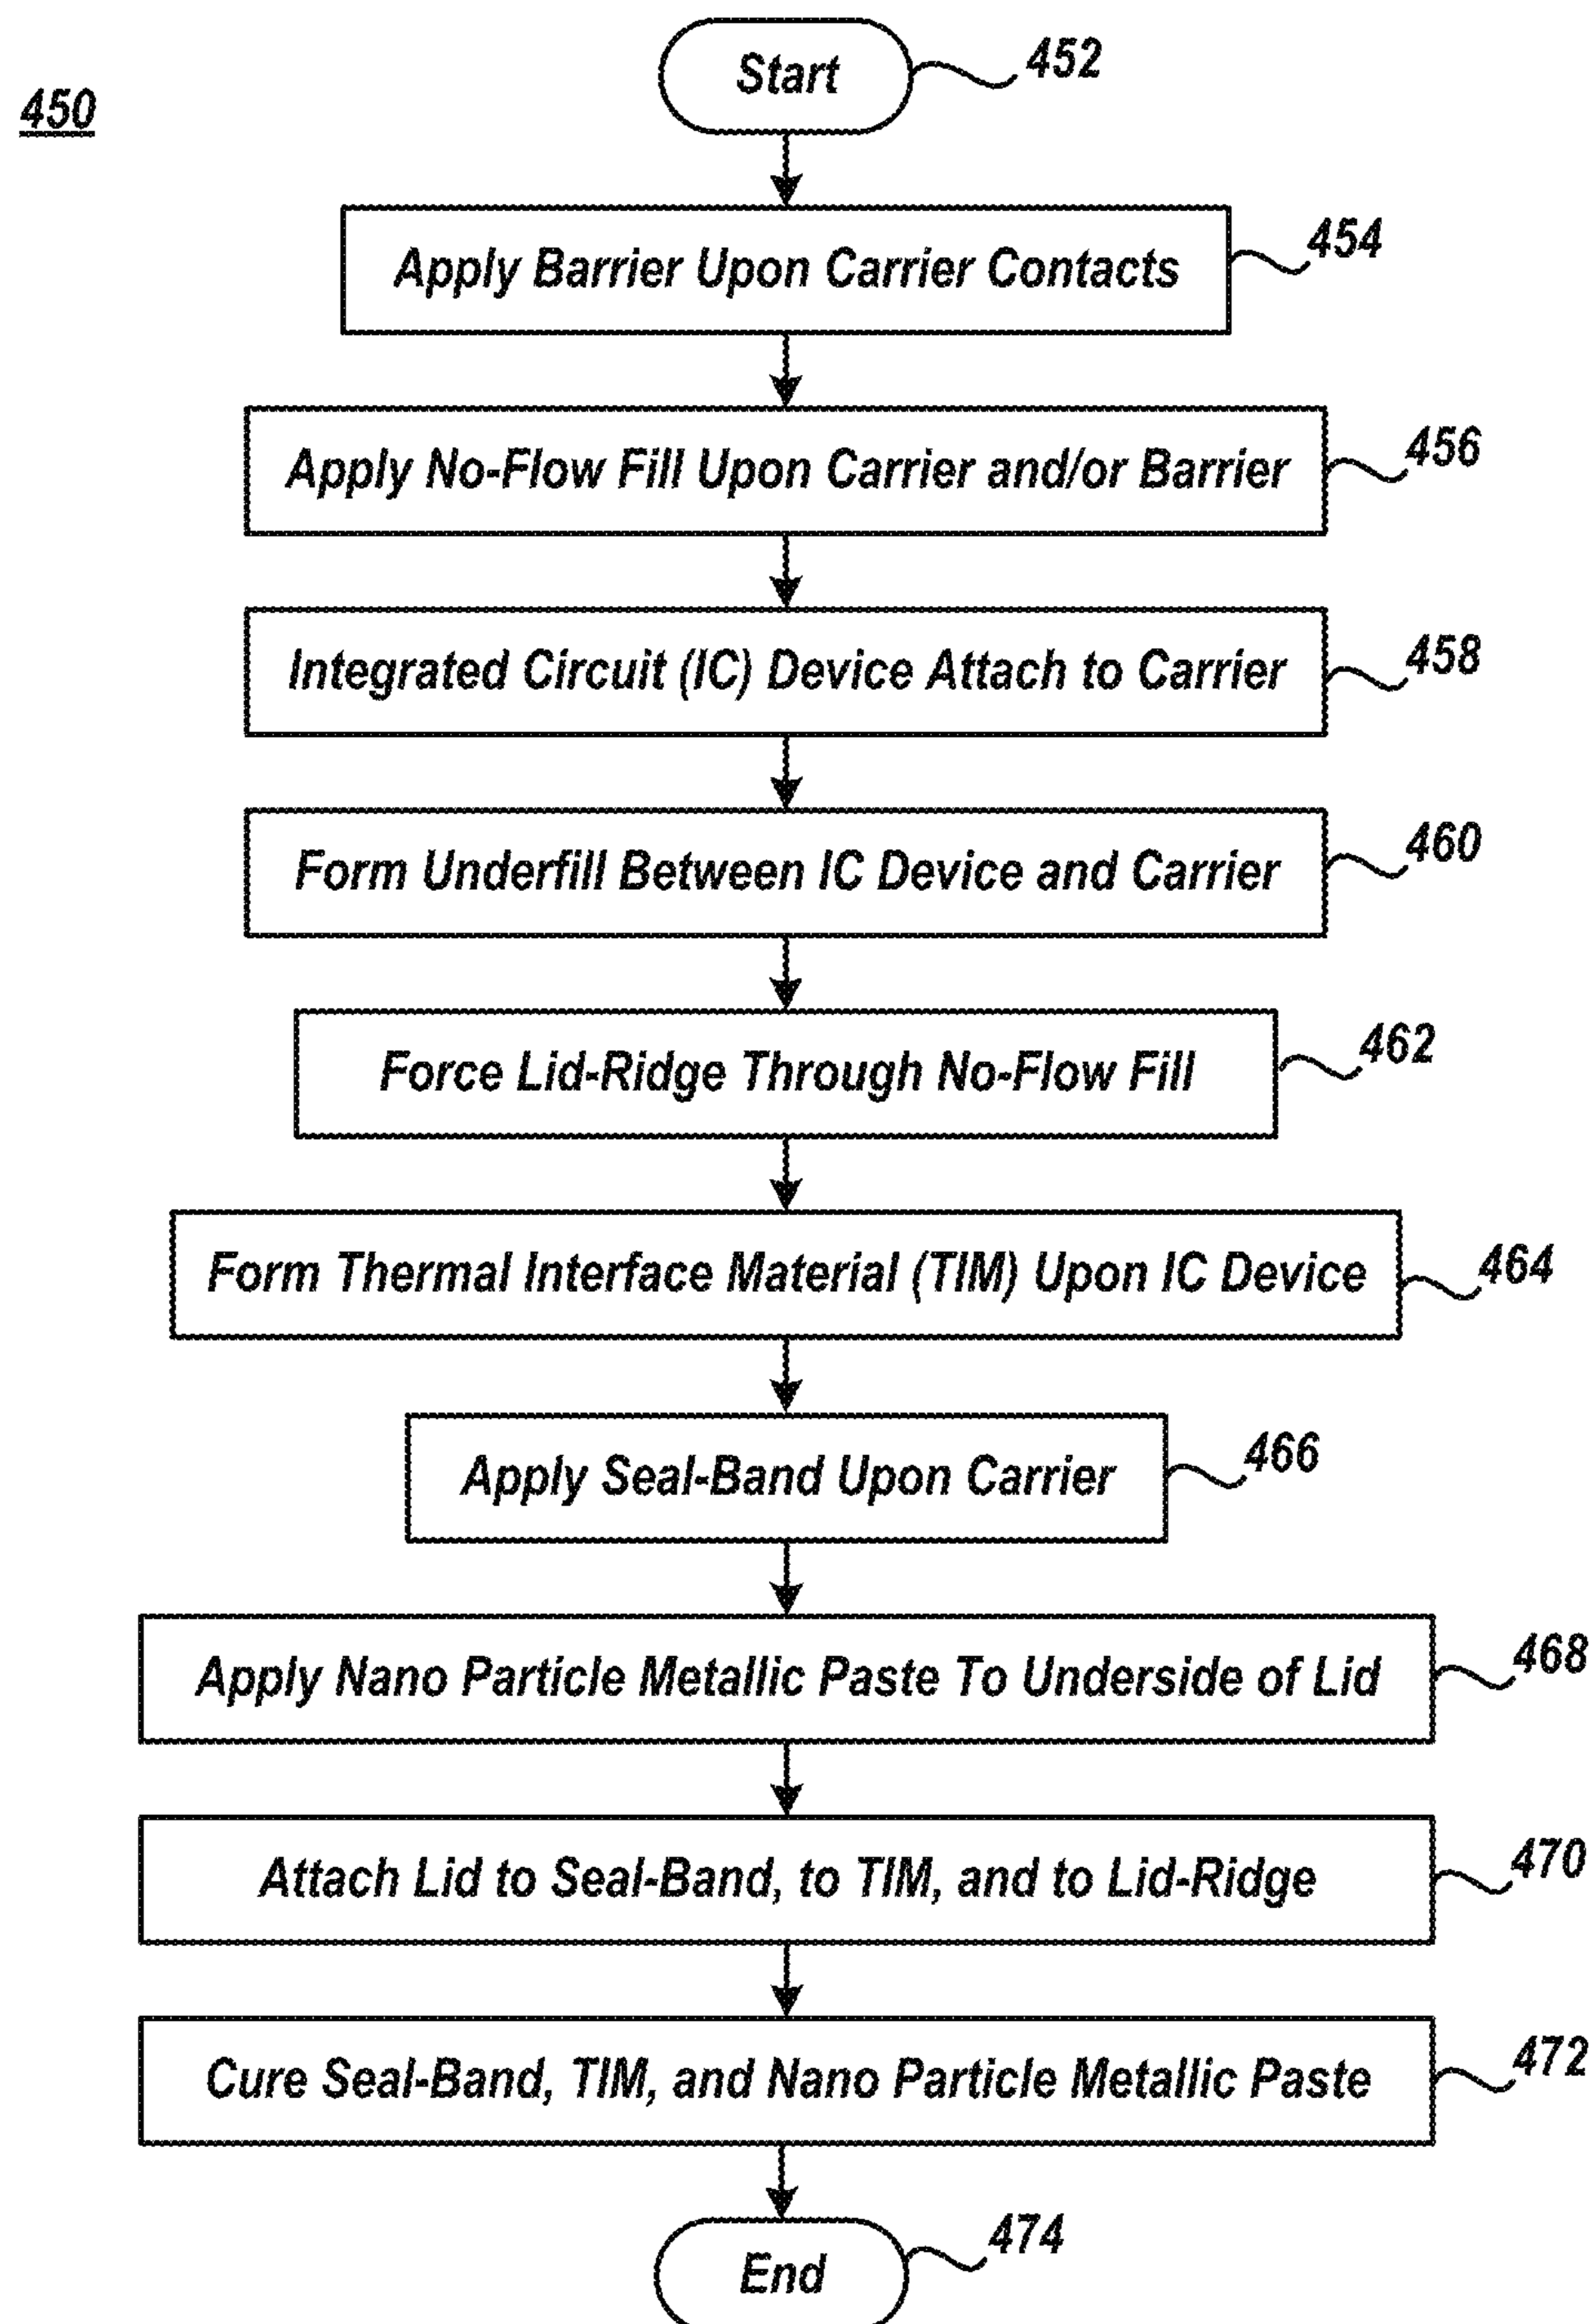 450
Start 452
Apply Barrier Upon Carrier Contacts 454
Apply No-Flow Fill Upon Carrier and/or Barrier 456
Integrated Circuit (IC) Device Attach to Carrier 458
Form Underfill Between IC Device and Carrier 460
Force Lid-Ridge Through No-Flow Fill 462
Form Thermal Interface Material (TIM) Upon IC Device 464
Apply Seal-Band Upon Carrier 466
Apply Nano Particle Metallic Paste To Underside of Lid 468
Attach Lid to Seal-Band, to TIM, and to Lid-Ridge 470
Cure Seal-Band, TIM, and Nano Particle Metallic Paste 472
End 474